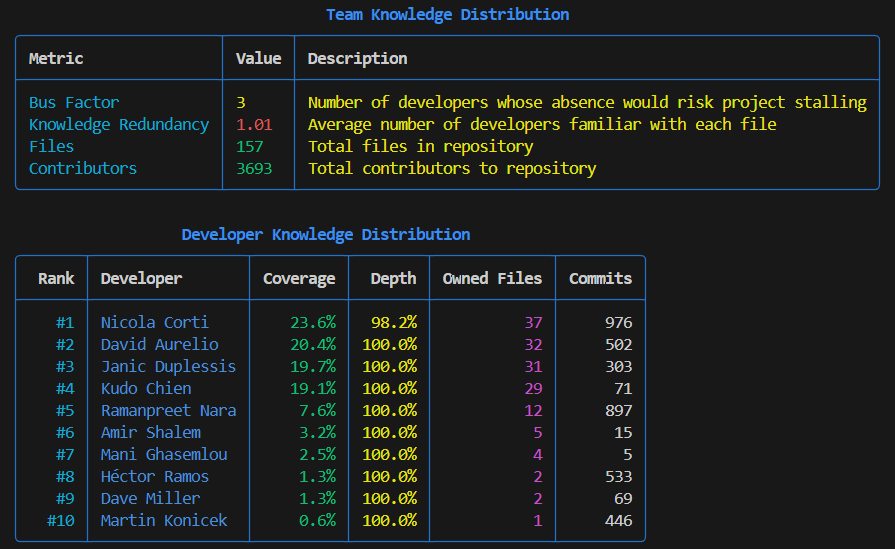 Team Knowledge Distribution
Metric Value Description
Bus Factor 3 Number of developers whose absence would risk project stalling
Knowledge Redundancy 1.01 Average number of developers familiar with each file
Files 157 Total files in repository
Contributors 3693 Total contributors to repository
Developer Knowledge Distribution
Rank Developer Coverage Depth Owned Files Commits
#1 Nicola Corti 23.6% 98.2% 37 976
#2 David Aurelio 20.4% 100.0% 32 502
#3 Janic Duplessis 19.7% 100.0% 31 303
#4 Kudo Chien 19.1% 100.0% 29 71
#5 Ramanpreet Nara 7.6% 100.0% 12 897
#6 Amir Shalem 3.2% 100.0% 5 15
#7 Mani Ghasemlou 2.5% 100.0% 4 5
#8 Héctor Ramos 1.3% 100.0% 2 533
#9 Dave Miller 1.3% 100.0% 2 69
#10 Martin Konicek 0.6% 100.0% 1 446